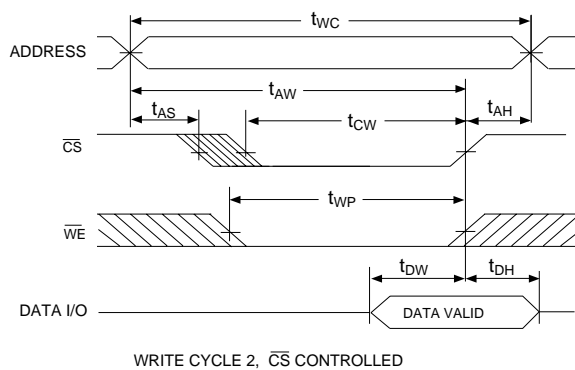 tWC
ADDRESS
tAW
tAS
tCW
tAH
CS
tWP
WE
tDW
tDH
DATA I/O
DATA VALID
WRITE CYCLE 2, CS CONTROLLED